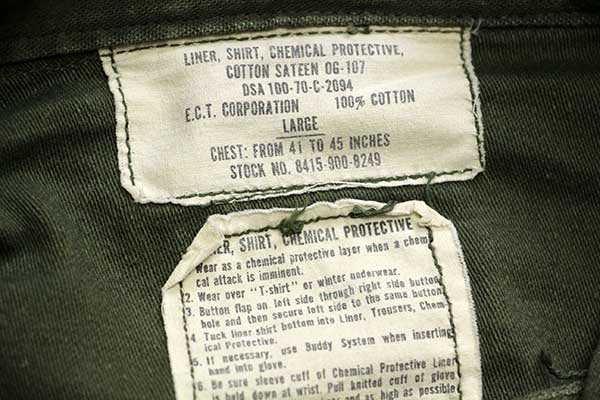 LINER, SHIRT, CHEMICAL PROTECTIVE,
COTTON SATEEN OG-107
DSA 100-70-C-2094
E.C.T. CORPORATION 100% COTTON
LARGE
CHEST: FROM 41 TO 45 INCHES
STOCK NO. 8415-900-8249
LINER, SHIRT, CHEMICAL PROTECTIVE
Wear as a chemical protective layer when a chemi
cal attack is imminent.
2. Wear over "T-shirt" or winter underwear.
3. Button flap on left side through right side button
hole and then secure left side to the same button
4. Tuck liner shirt bottom into Liner, Trousers, Chem-
ical Protective.
5. If necessary, use Buddy System when inserting
hand into glove.
6. Be sure sleeve cuff of Chemical Protective Liner
is held down at wrist. Pull knitted cuff of glove
and as high as possible